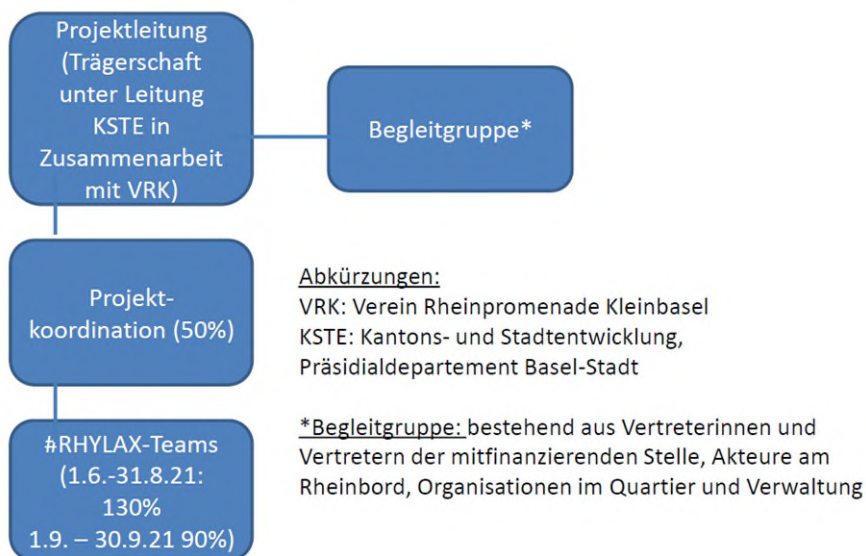 Projektleitung
(Trägerschaft
unter Leitung
KSTE in
Zusammenarbeit
mit VRK)
Begleitgruppe*
Projekt-
koordination (50%)
Abkürzungen:
VRK: Verein Rheinpromenade Kleinbasel
KSTE: Kantons- und Stadtentwicklung,
Präsidialdepartement Basel-Stadt
#RHYLAX-Teams
(1.6.-31.8.21:
130%
1.9. – 30.9.21 90%)
*Begleitgruppe: bestehend aus Vertreterinnen und
Vertretern der mitfinanzierenden Stelle, Akteure am
Rheinbord, Organisationen im Quartier und Verwaltung